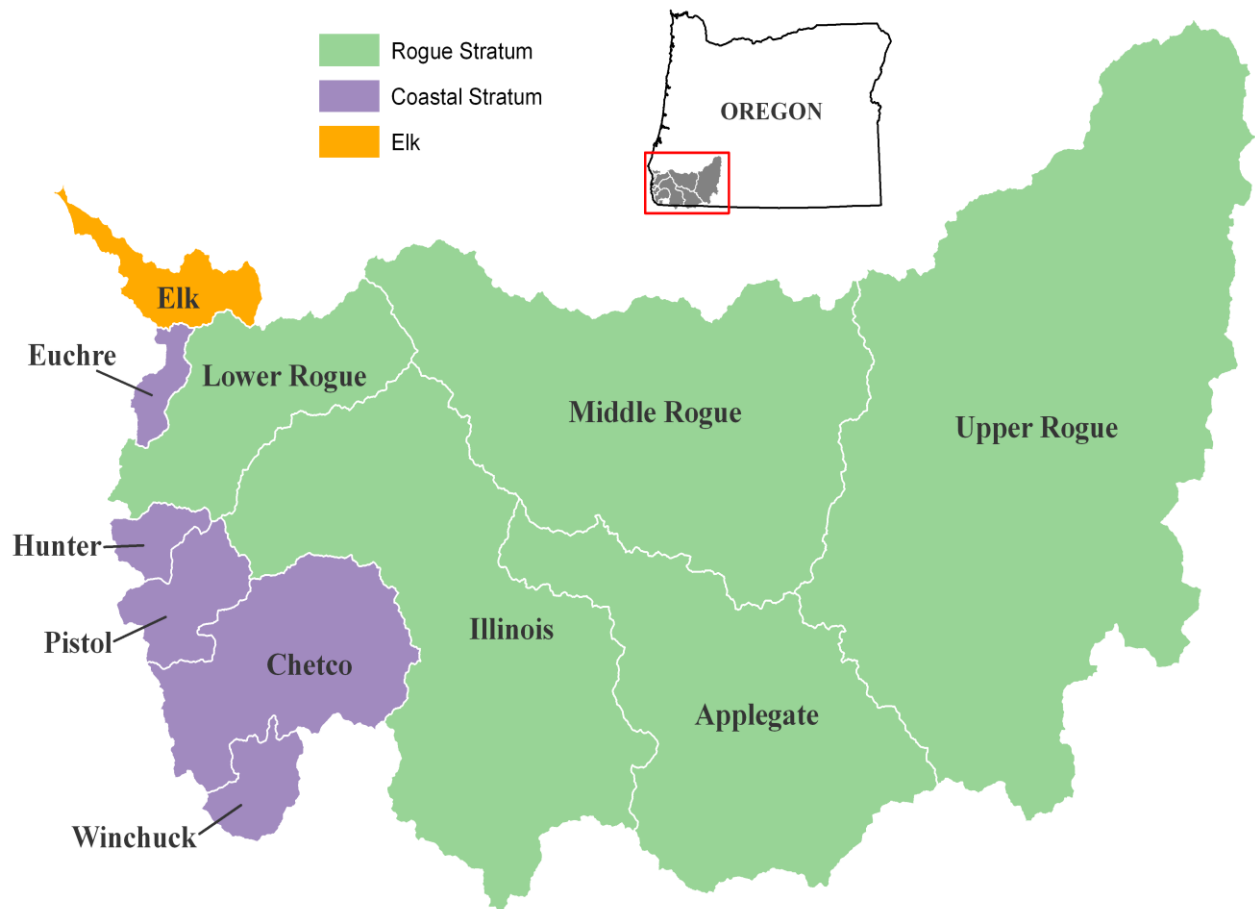 Rogue Stratum
Coastal Stratum
Elk
OREGON
Elk
Euchre
Lower Rogue
Middle Rogue
Upper Rogue
Hunter
Pistol
Illinois
Chetco
Applegate
Winchuck